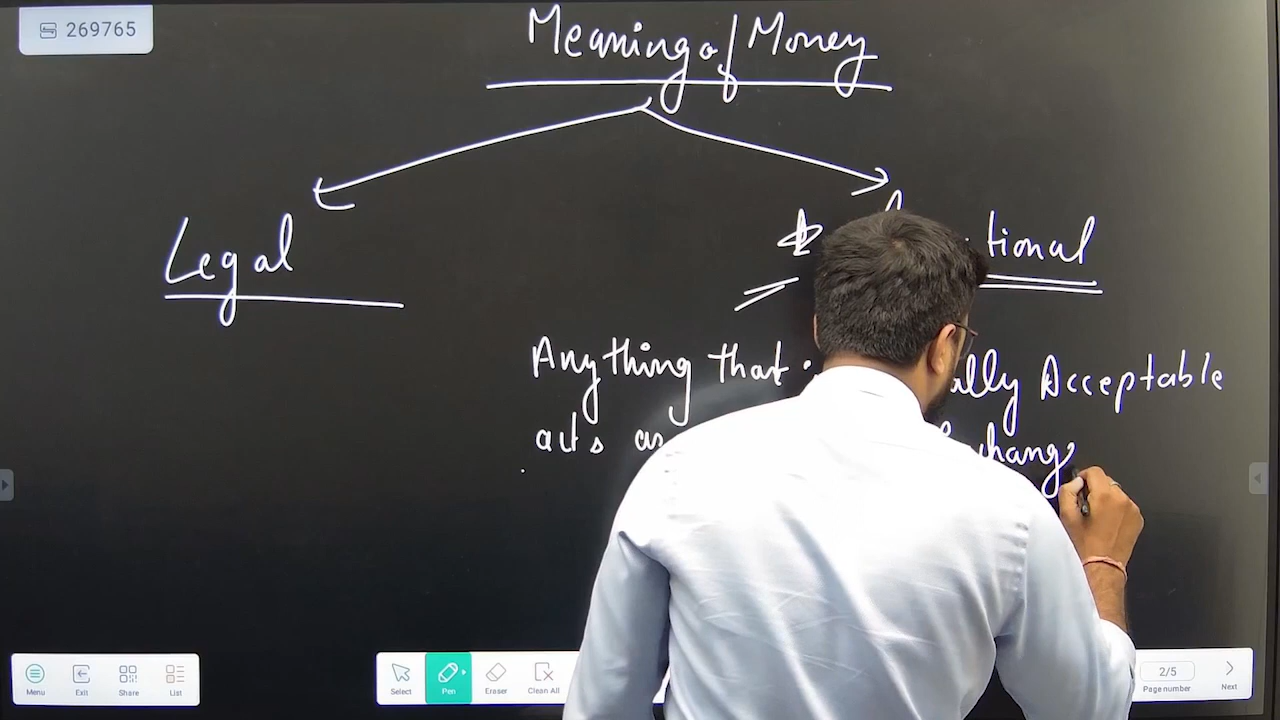 269765
Meaning of Money
Legal
tional
Anything that ally Acceptable
acts as change
Menu
Exit
Share
List
Select
Pen
Eraser
Clean All
2/5
Page number
Next